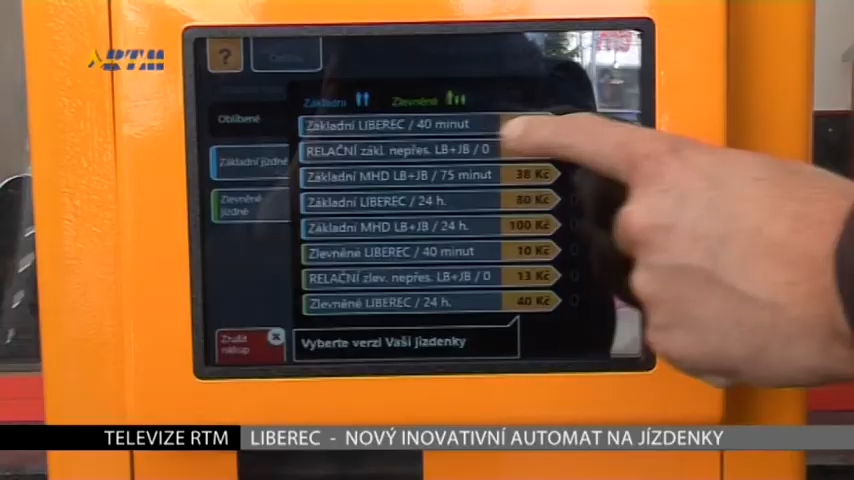 RTM
?
Základní Zlevněné
Oblíbené
Základní LIBEREC / 40 minut
RELAČNÍ zákl. nepřes. LB+JB / 0
Základní jízdné
Základní MHD LB+JB / 75 minut 38 Kč
Základní LIBEREC / 24 h. 80 Kč
Zlevněné
jízdné
Základní MHD LB+JB / 24 h. 100 Kč
Zlevněné LIBEREC / 40 minut 10 Kč
RELAČNÍ zlev. nepřes. LB+JB / 0 13 Kč
Zlevněné LIBEREC / 24 h. 40 Kč
Zrušit
nákup
Vyberte verzi Vaší jízdenky
TELEVIZE RTM LIBEREC - NOVÝ INOVATIVNÍ AUTOMAT NA JÍZDENKY